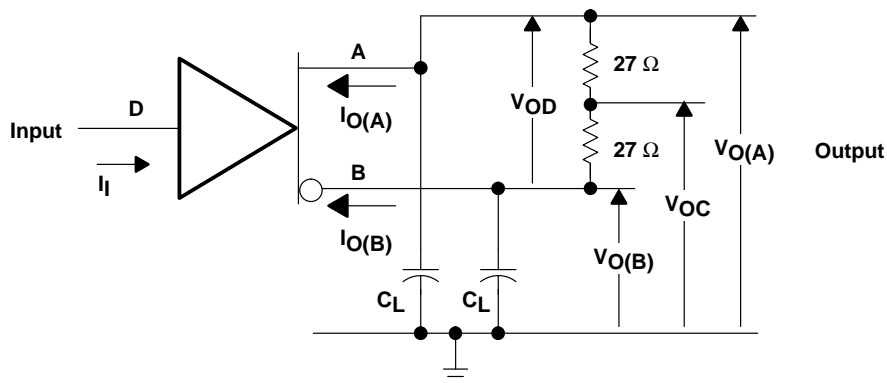 A
27 Ω
IO(A)
VOD
D
Input
VO(A)
Output
27 Ω
II
B
VOC
IO(B)
VO(B)
CL
CL